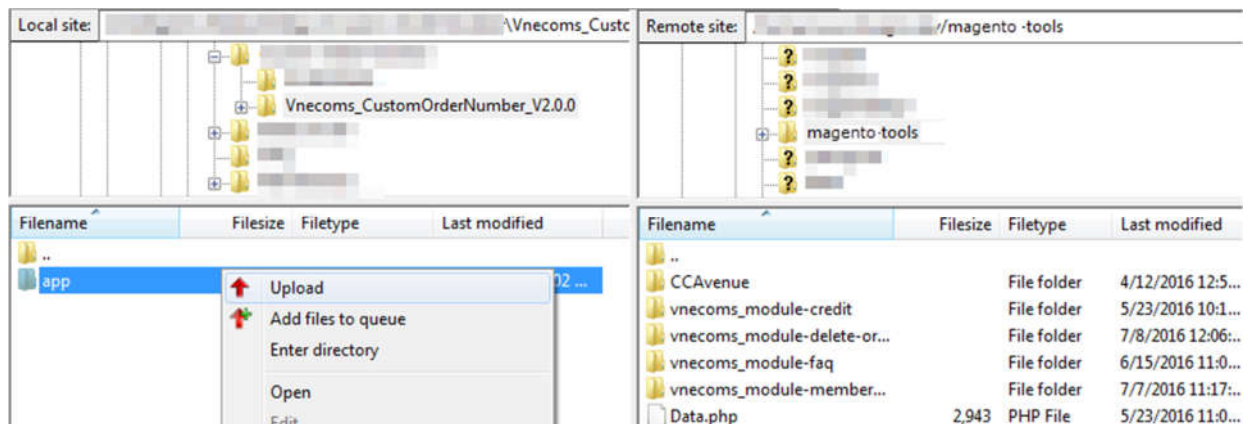 Local site: \Vnecoms_Custo
Vnecoms_CustomOrderNumber_V2.0.0
Filename Filesize Filetype Last modified
..
app 02 ...
Upload
Add files to queue
Enter directory
Open
Edit
Remote site: /magento -tools
magento-tools
Filename Filesize Filetype Last modified
..
CCAvenue File folder 4/12/2016 12:5...
vnecoms_module-credit File folder 5/23/2016 10:1...
vnecoms_module-delete-or... File folder 7/8/2016 12:06:...
vnecoms_module-faq File folder 6/15/2016 11:0...
vnecoms_module-member... File folder 7/7/2016 11:17:...
Data.php 2,943 PHP File 5/23/2016 11:0...